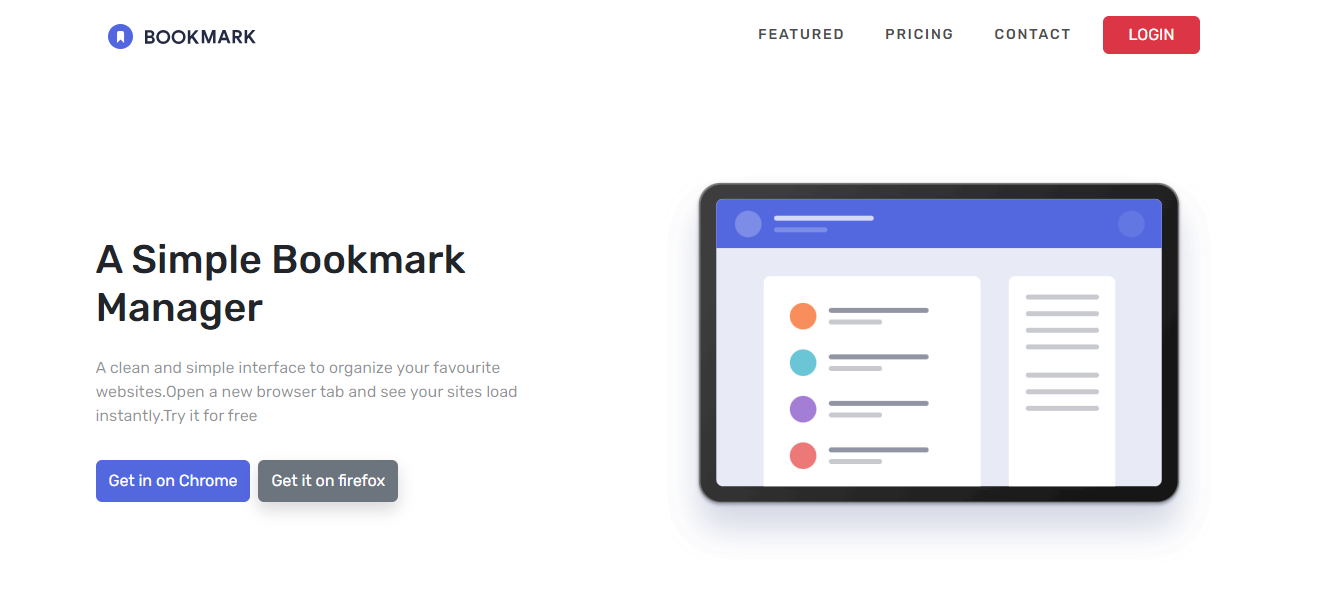 BOOKMARK
FEATURED
PRICING
CONTACT
LOGIN
A Simple Bookmark
Manager
A clean and simple interface to organize your favourite
websites.Open a new browser tab and see your sites load
instantly.Try it for free
Get in on Chrome
Get it on firefox